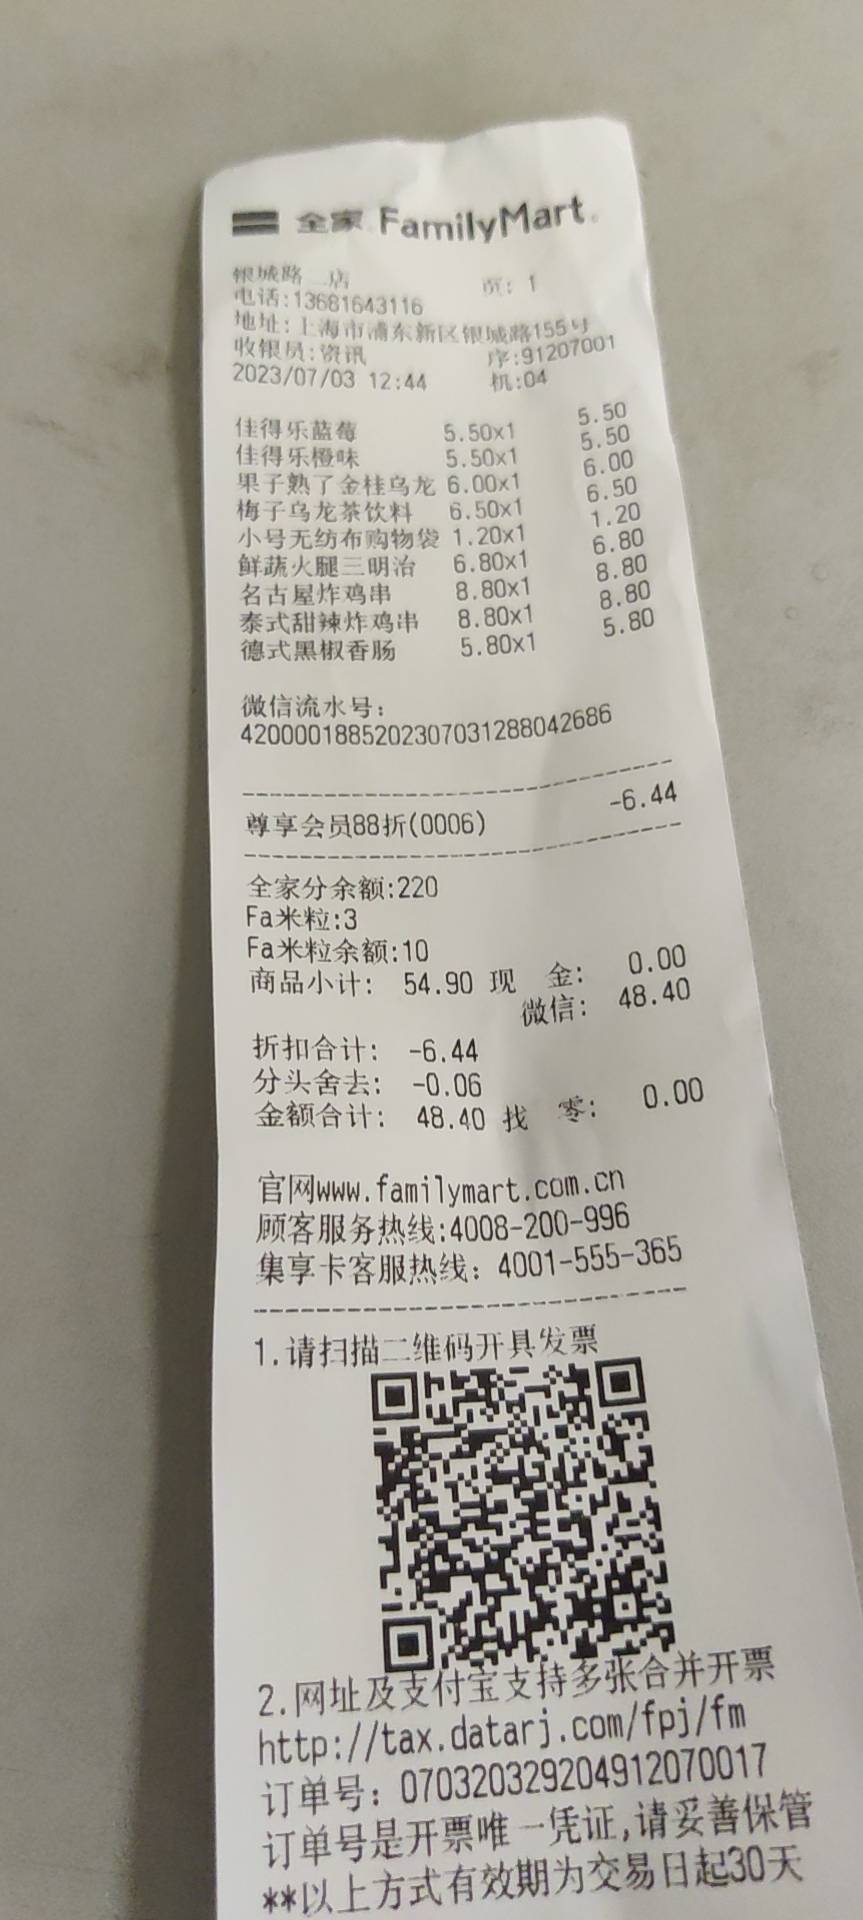 全家 FamilyMart
银城路二店 页: 1
电话:13681643116
地址:上海市浦东新区银城路155号
收银员:资讯 序:91207001
2023/07/03 12:44 机:04
佳得乐蓝莓 5.50x1 5.50
佳得乐橙味 5.50x1 5.50
果子熟了金桂乌龙 6.00x1 6.00
梅子乌龙茶饮料 6.50x1 6.50
小号无纺布购物袋 1.20x1 1.20
鲜蔬火腿三明治 6.80x1 6.80
名古屋炸鸡串 8.80x1 8.80
泰式甜辣炸鸡串 8.80x1 8.80
德式黑椒香肠 5.80x1 5.80
微信流水号:
4200001885202307031288042686
尊享会员88折(0006) -6.44
全家分余额:220
Fa米粒:3
Fa米粒余额:10
商品小计: 54.90 现 金: 0.00
微信: 48.40
折扣合计: -6.44
分头舍去: -0.06
金额合计: 48.40 找 零: 0.00
官网www.familymart.com.cn
顾客服务热线:4008-200-996
集享卡客服热线: 4001-555-365
1.请扫描二维码开具发票
2.网址及支付宝支持多张合并开票
http://tax.datarj.com/fpj/fm
订单号: 070320329204912070017
订单号是开票唯一凭证,请妥善保管
**以上方式有效期为交易日起30天